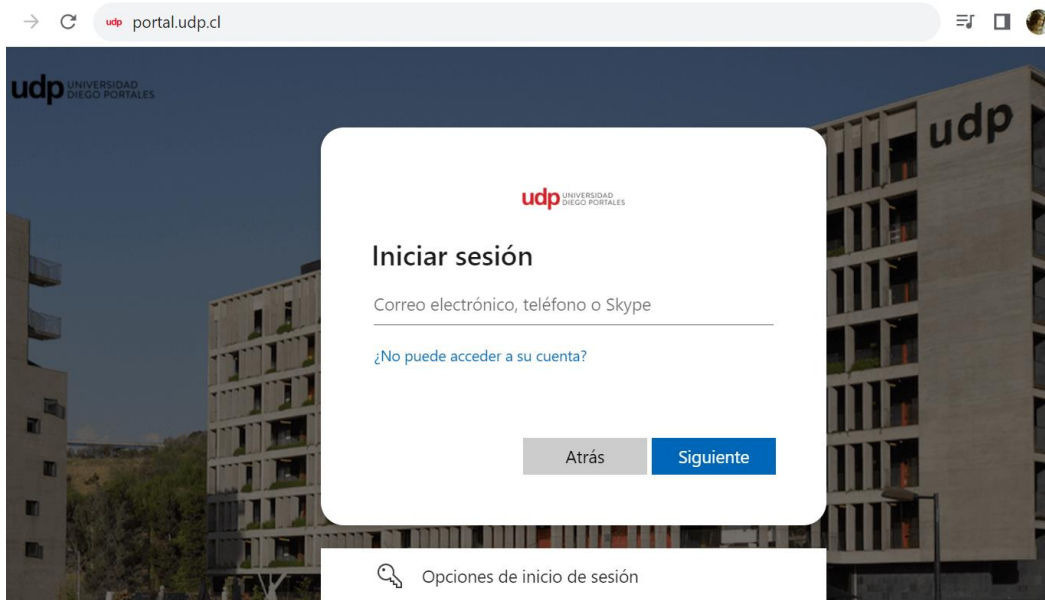 udp portal.udp.cl
udp UNIVERSIDAD
DIEGO PORTALES
udp
udp UNIVERSIDAD
DIEGO PORTALES
Iniciar sesión
Correo electrónico, teléfono o Skype
¿No puede acceder a su cuenta?
Atrás
Siguiente
Opciones de inicio de sesión